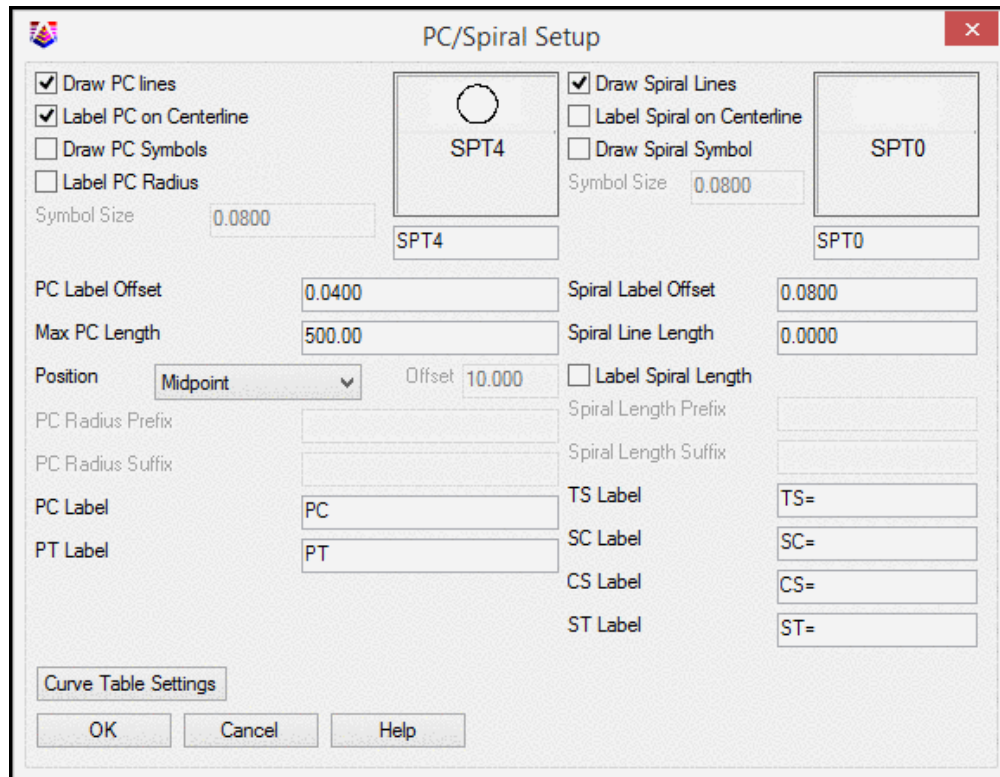 PC/Spiral Setup
Draw PC lines
Label PC on Centerline
Draw PC Symbols
Label PC Radius
Symbol Size 0.0800
SPT4
SPT4
Draw Spiral Lines
Label Spiral on Centerline
Draw Spiral Symbol
Symbol Size 0.0800
SPT0
SPT0
PC Label Offset 0.0400
Max PC Length 500.00
Position Midpoint Offset 10.000
PC Radius Prefix
PC Radius Suffix
PC Label PC
PT Label PT
Spiral Label Offset 0.0800
Spiral Line Length 0.0000
Label Spiral Length
Spiral Length Prefix
Spiral Length Suffix
TS Label TS=
SC Label SC=
CS Label CS=
ST Label ST=
Curve Table Settings
OK Cancel Help